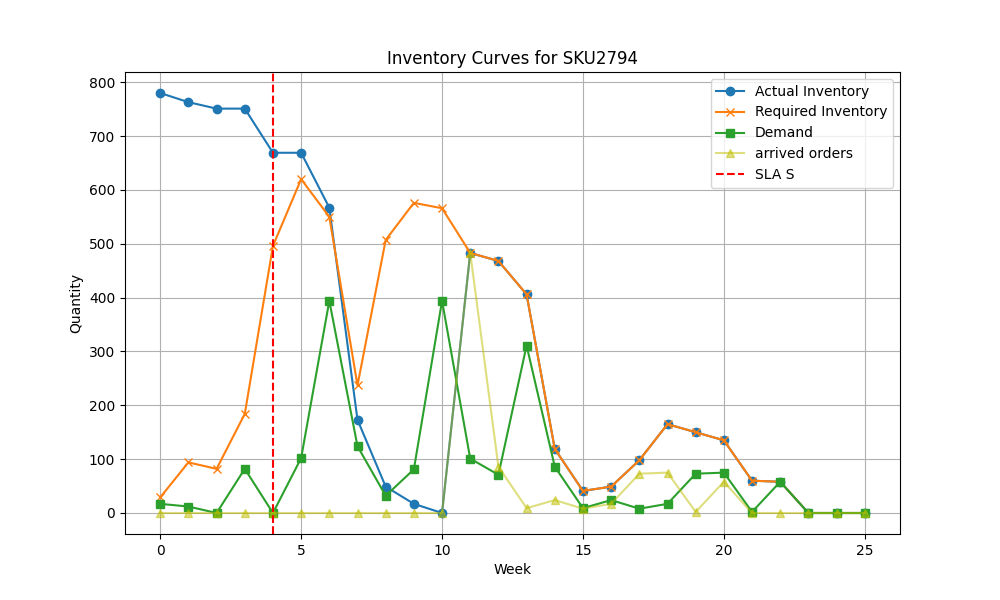 Inventory Curves for SKU2794
800
700
600
500
400
300
200
100
0
Quantity
Actual Inventory
Required Inventory
Demand
arrived orders
SLA S
0 5 10 15 20 25
Week